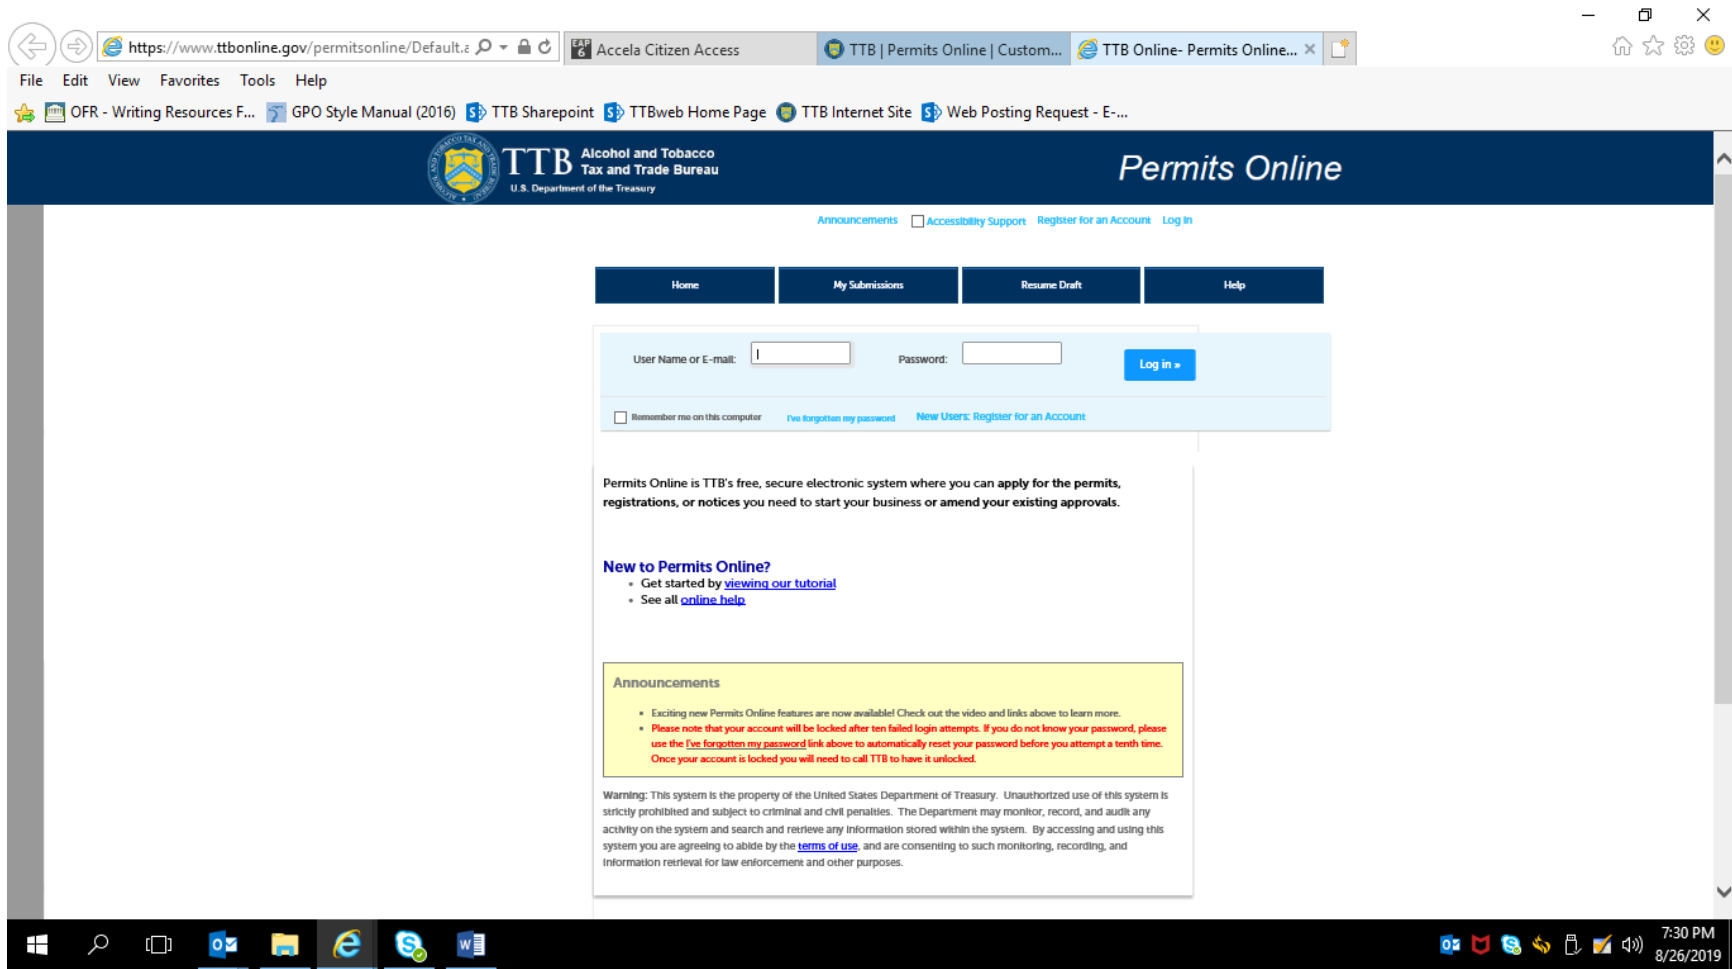 https://www.ttbonline.gov/permitsonline/Default.a
EAP 6 Accela Citizen Access
TTB | Permits Online | Custom...
TTB Online- Permits Online...
File Edit View Favorites Tools Help
OFR - Writing Resources F... GPO Style Manual (2016) TTB Sharepoint TTBweb Home Page TTB Internet Site Web Posting Request - E-...
TTB Alcohol and Tobacco
Tax and Trade Bureau
U.S. Department of the Treasury
Permits Online
Announcements Accessibility Support Register for an Account Log In
Home My Submissions Resume Draft Help
User Name or E-mail: Password: Log in »
Remember me on this computer I've forgotten my password New Users: Register for an Account
Permits Online is TTB's free, secure electronic system where you can apply for the permits,
registrations, or notices you need to start your business or amend your existing approvals.
New to Permits Online?
• Get started by viewing our tutorial
• See all online help
Announcements
• Exciting new Permits Online features are now available! Check out the video and links above to learn more.
• Please note that your account will be locked after ten failed login attempts. If you do not know your password, please
use the I've forgotten my password link above to automatically reset your password before you attempt a tenth time.
Once your account is locked you will need to call TTB to have it unlocked.
Warning: This system is the property of the United States Department of Treasury. Unauthorized use of this system is
strictly prohibited and subject to criminal and civil penalties. The Department may monitor, record, and audit any
activity on the system and search and retrieve any information stored within the system. By accessing and using this
system you are agreeing to abide by the terms of use, and are consenting to such monitoring, recording, and
information retrieval for law enforcement and other purposes.
7:30 PM
8/26/2019